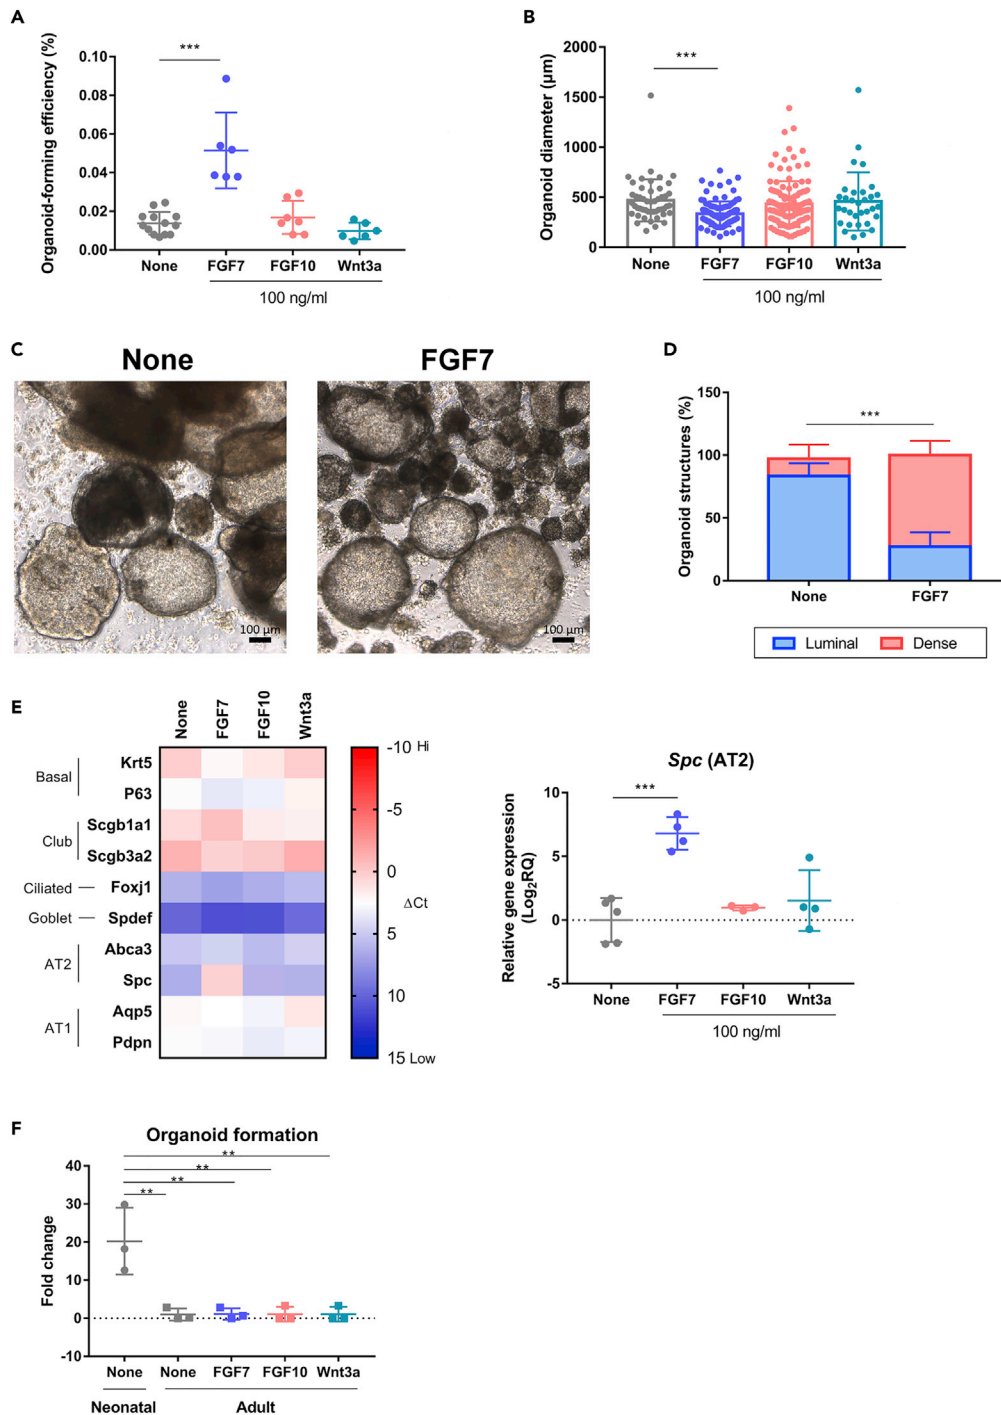 A
Organoid-forming efficiency (%)
0.10
0.08
0.06
0.04
0.02
0.00
***
None FGF7 FGF10 Wnt3a
100 ng/ml
B
Organoid diameter (µm)
2000
1500
1000
500
0
***
None FGF7 FGF10 Wnt3a
100 ng/ml
C
None FGF7
100 µm 100 µm
D
Organoid structures (%)
150
100
50
0
***
None FGF7
Luminal Dense
E
None FGF7 FGF10 Wnt3a
Basal
Krt5
P63
Club
Scgb1a1
Scgb3a2
Ciliated Foxj1
Goblet Spdef
AT2
Abca3
Spc
AT1
Aqp5
Pdpn
-10 Hi
-5
0
ΔCt
5
10
15 Low
Spc (AT2)
Relative gene expression
(Log2RQ)
10
5
0
-5
***
None FGF7 FGF10 Wnt3a
100 ng/ml
F
Organoid formation
Fold change
40
30
20
10
0
-10
**
**
**
**
None None FGF7 FGF10 Wnt3a
Neonatal Adult